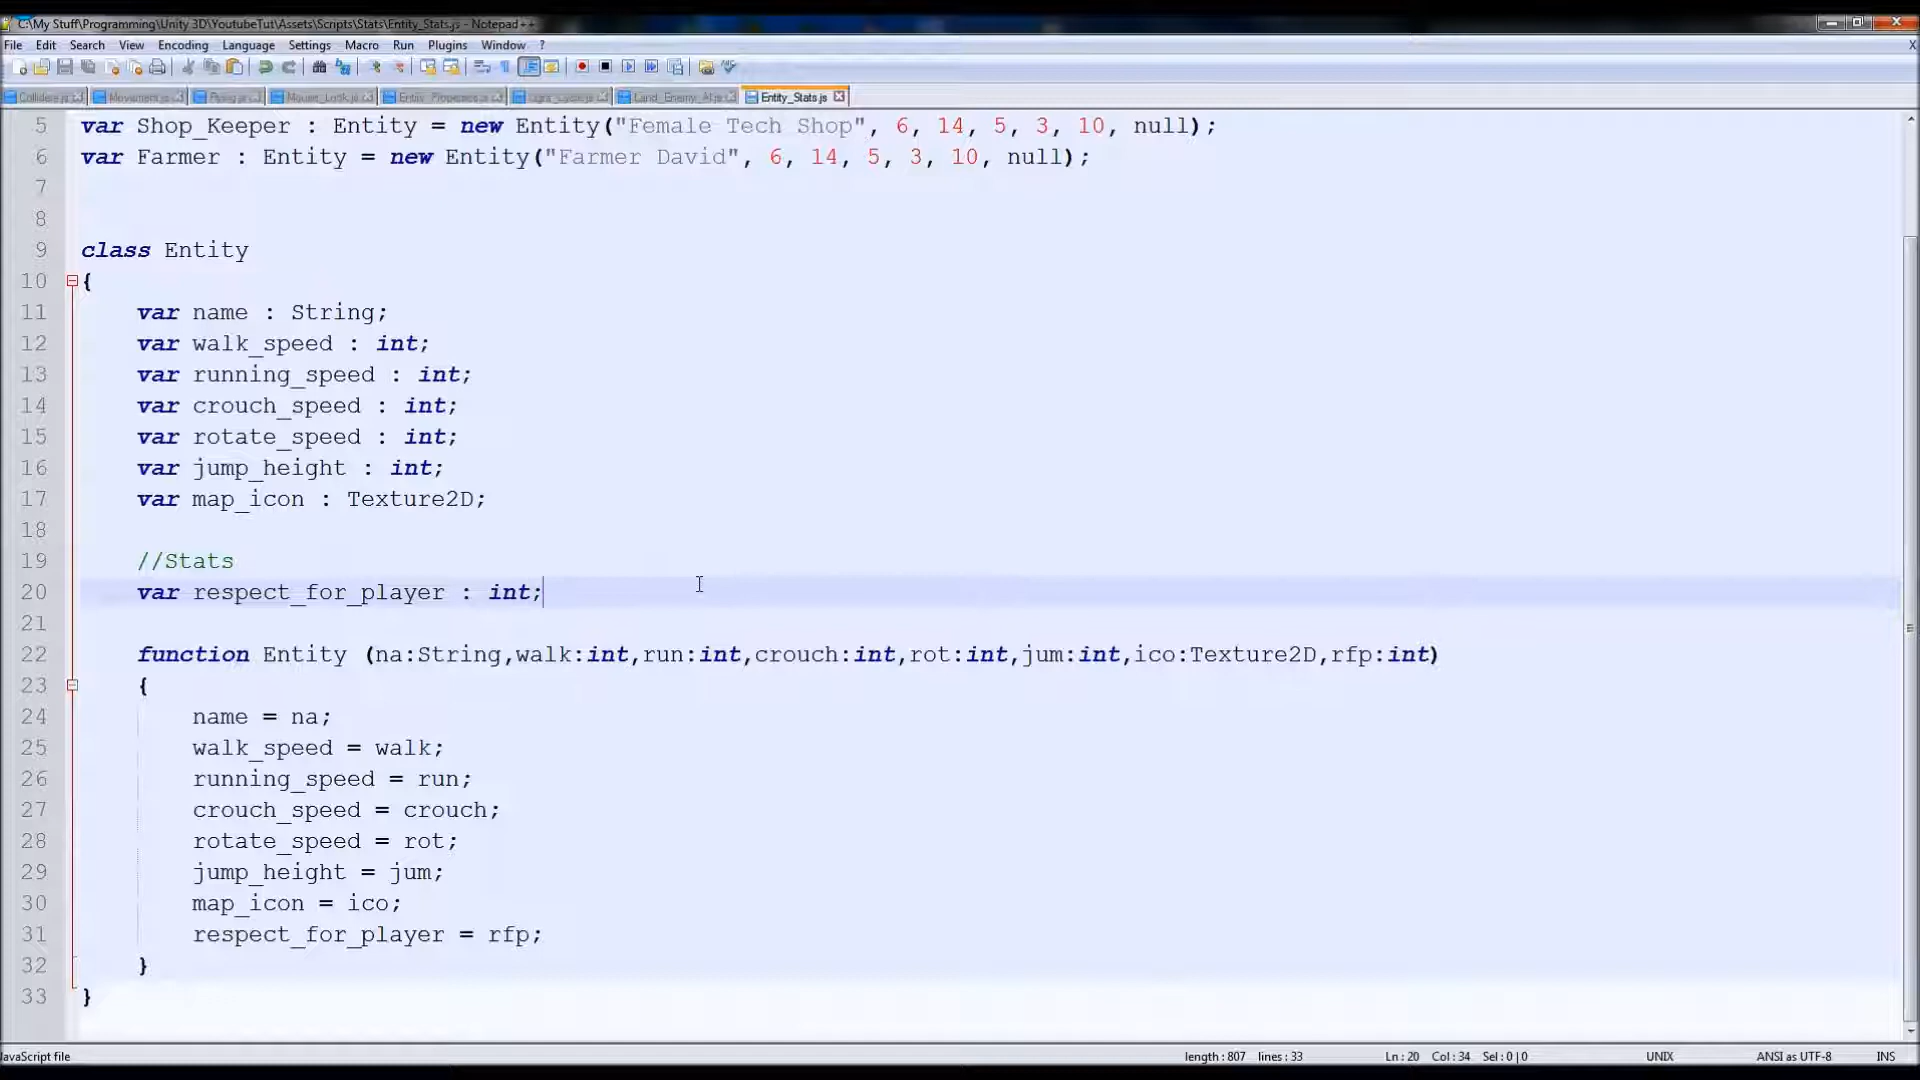 C:\My Stuff\Programming\Unity 3D\YoutubeTut\Assets\Scripts\Stats\Entity_Stats.js - Notepad++
File Edit Search View Encoding Language Settings Macro Run Plugins Window ? X
Movement.js Mouse_Look.js Land_Enemy_AI.js Entity_Stats.js
5 var Shop_Keeper : Entity = new Entity("Female Tech Shop", 6, 14, 5, 3, 10, null);
6 var Farmer : Entity = new Entity("Farmer David", 6, 14, 5, 3, 10, null);
7
8
9 class Entity
10 {
11 var name : String;
12 var walk_speed : int;
13 var running_speed : int;
14 var crouch_speed : int;
15 var rotate_speed : int;
16 var jump_height : int;
17 var map_icon : Texture2D;
18
19 //Stats
20 var respect_for_player : int;
21
22 function Entity (na:String,walk:int,run:int,crouch:int,rot:int,jum:int,ico:Texture2D,rfp:int)
23 {
24 name = na;
25 walk_speed = walk;
26 running_speed = run;
27 crouch_speed = crouch;
28 rotate_speed = rot;
29 jump_height = jum;
30 map_icon = ico;
31 respect_for_player = rfp;
32 }
33 }
JavaScript file length : 807 lines : 33 Ln : 20 Col : 34 Sel : 0 | 0 UNIX ANSI as UTF-8 INS